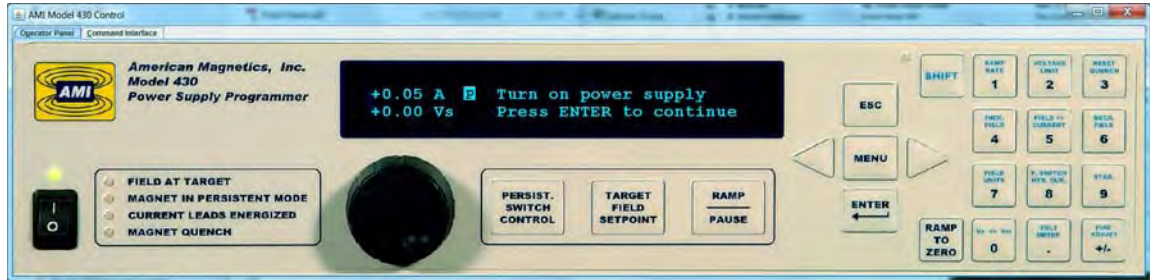 AMI Model 430 Control
Operator Panel Command Interface
AMI
American Magnetics, Inc.
Model 430
Power Supply Programmer
+0.05 A P Turn on power supply
+0.00 Vs Press ENTER to continue
FIELD AT TARGET
MAGNET IN PERSISTENT MODE
CURRENT LEADS ENERGIZED
MAGNET QUENCH
PERSIST.
SWITCH
CONTROL
TARGET
FIELD
SETPOINT
RAMP
PAUSE
ESC
MENU
ENTER
SHIFT
RAMP
RATE
1
VOLTAGE
LIMIT
2
RESET
QUENCH
3
FIELD
4
FIELD <>
CURRENT
5
FIELD
6
FIELD
UNITS
7
P. SWITCH
HTR. CUR.
8
9
RAMP
TO
ZERO
0
VOLT
METER
.
FINE
ADJUST
+/-